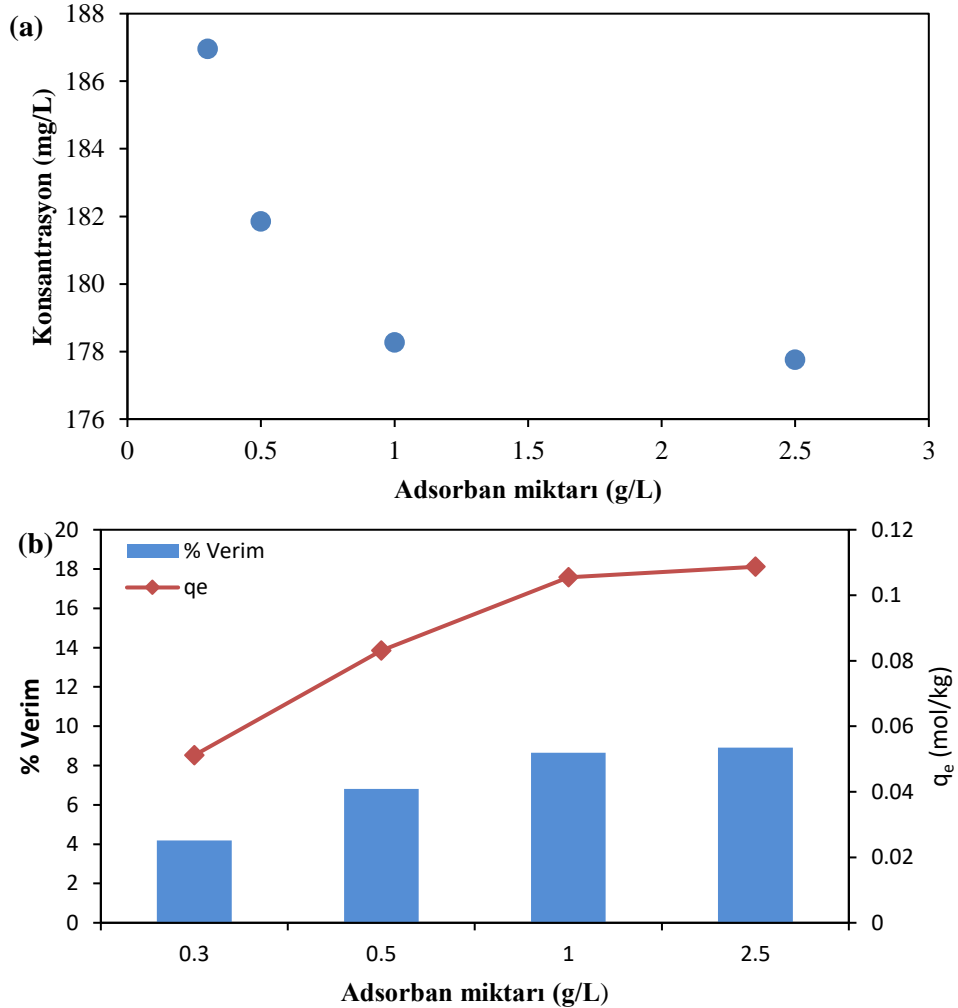 (a)
188
186
184
182
180
178
176
Konsantrasyon (mg/L)
0 0.5 1 1.5 2 2.5 3
Adsorban miktarı (g/L)
(b)
20
18
16
14
12
10
8
6
4
2
0
% Verim
% Verim
qe
0.12
0.1
0.08
0.06
0.04
0.02
0
qe (mol/kg)
0.3 0.5 1 2.5
Adsorban miktarı (g/L)